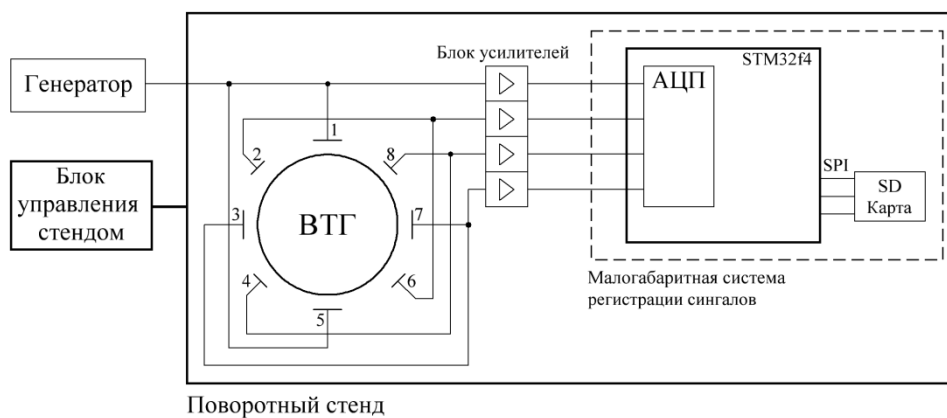 Генератор
Блок
управления
стендом
Блок усилителей
STM32f4
АЦП
SPI
SD
Карта
1
2
8
3
ВТГ
7
4
6
5
Малогабаритная система
регистрации сингалов
Поворотный стенд